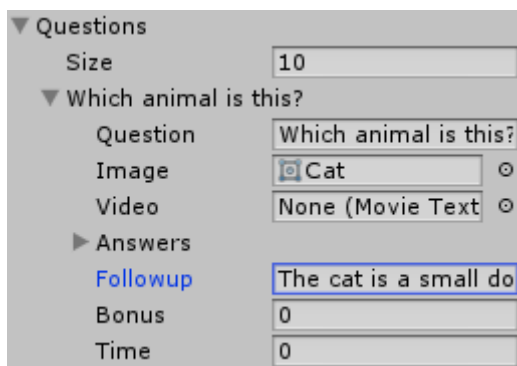 Questions
Size 10
Which animal is this?
Question Which animal is this?
Image Cat
Video None (Movie Text
Answers
Followup The cat is a small do
Bonus 0
Time 0